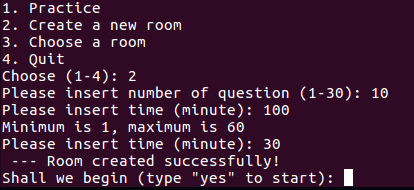 1. Practice
2. Create a new room
3. Choose a room
4. Quit
Choose (1-4): 2
Please insert number of question (1-30): 10
Please insert time (minute): 100
Minimum is 1, maximum is 60
Please insert time (minute): 30
 --- Room created successfully!
Shall we begin (type "yes" to start):